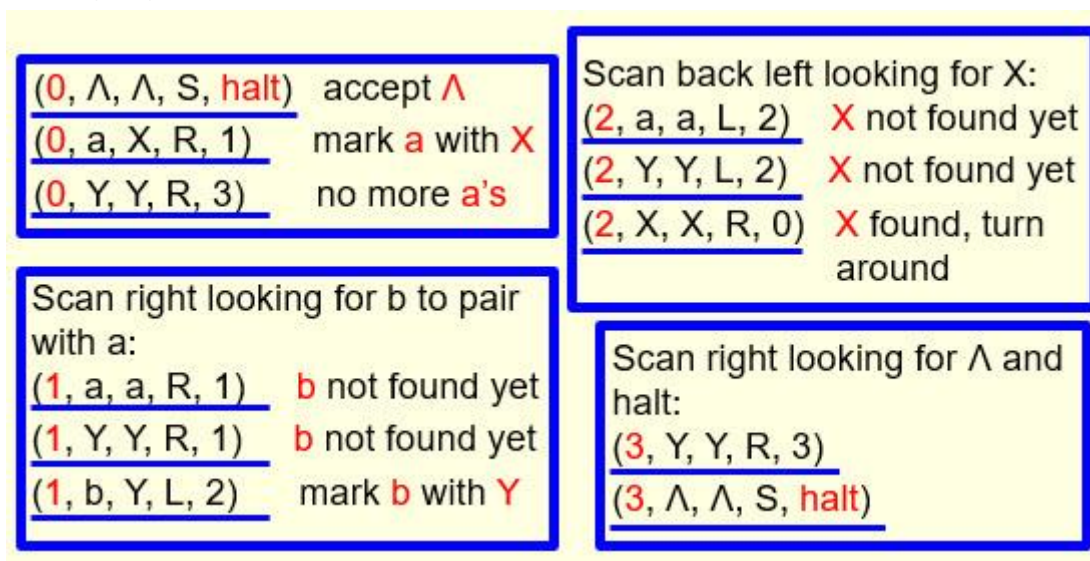 (0, Λ, Λ, S, halt) accept Λ
(0, a, X, R, 1) mark a with X
(0, Y, Y, R, 3) no more a's
Scan right looking for b to pair
with a:
(1, a, a, R, 1) b not found yet
(1, Y, Y, R, 1) b not found yet
(1, b, Y, L, 2) mark b with Y
Scan back left looking for X:
(2, a, a, L, 2) X not found yet
(2, Y, Y, L, 2) X not found yet
(2, X, X, R, 0) X found, turn
around
Scan right looking for Λ and
halt:
(3, Y, Y, R, 3)
(3, Λ, Λ, S, halt)